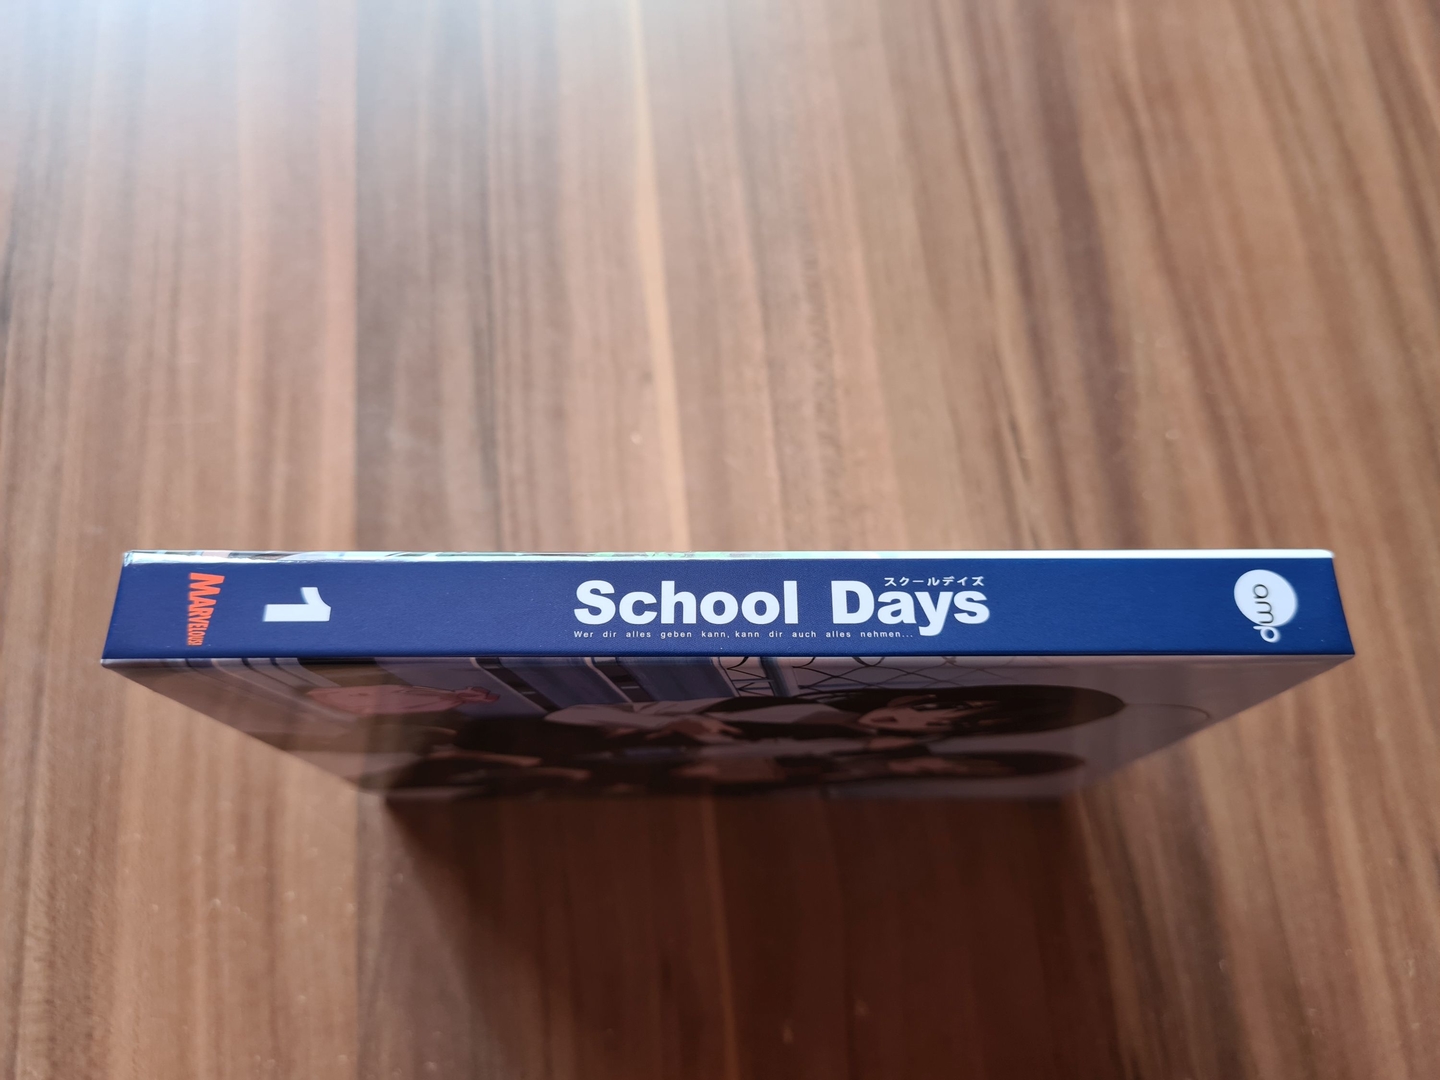 MARVELOUS!
1
スクールデイズ
School Days
Wer dir alles geben kann, kann dir auch alles nehmen...
amp